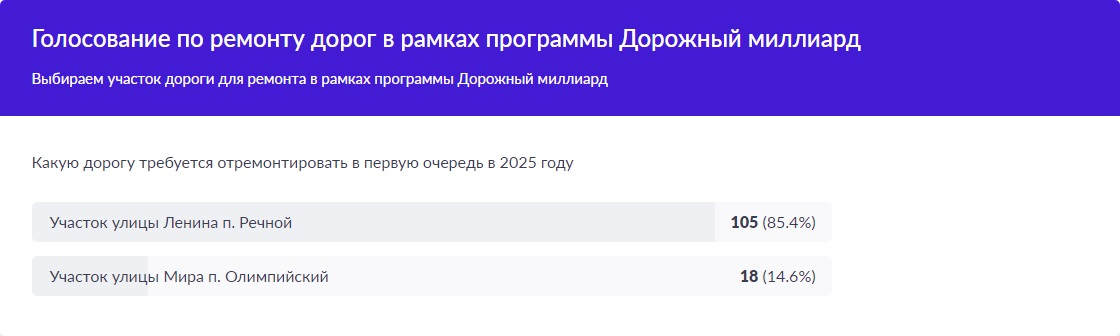 Голосование по ремонту дорог в рамках программы Дорожный миллиард
Выбираем участок дороги для ремонта в рамках программы Дорожный миллиард
Какую дорогу требуется отремонтировать в первую очередь в 2025 году
Участок улицы Ленина п. Речной 105 (85.4%)
Участок улицы Мира п. Олимпийский 18 (14.6%)